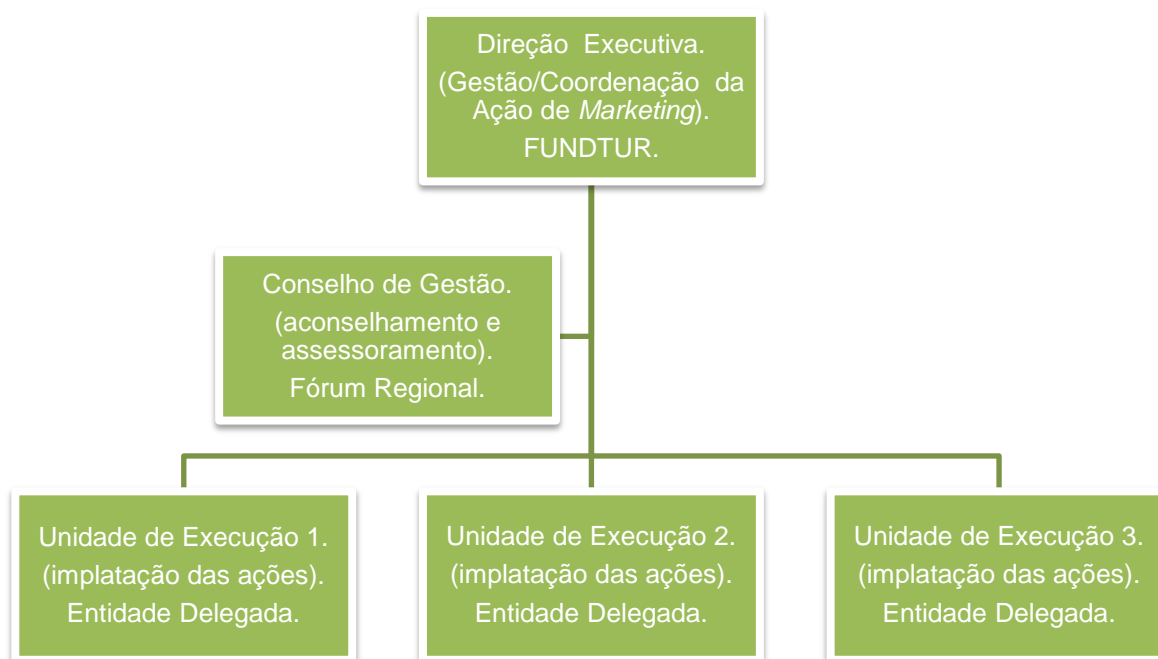 Direção Executiva.
(Gestão/Coordenação da
Ação de Marketing).
FUNDTUR.
Conselho de Gestão.
(aconselhamento e
assessoramento).
Fórum Regional.
Unidade de Execução 1.
(implatação das ações).
Entidade Delegada.
Unidade de Execução 2.
(implatação das ações).
Entidade Delegada.
Unidade de Execução 3.
(implatação das ações).
Entidade Delegada.